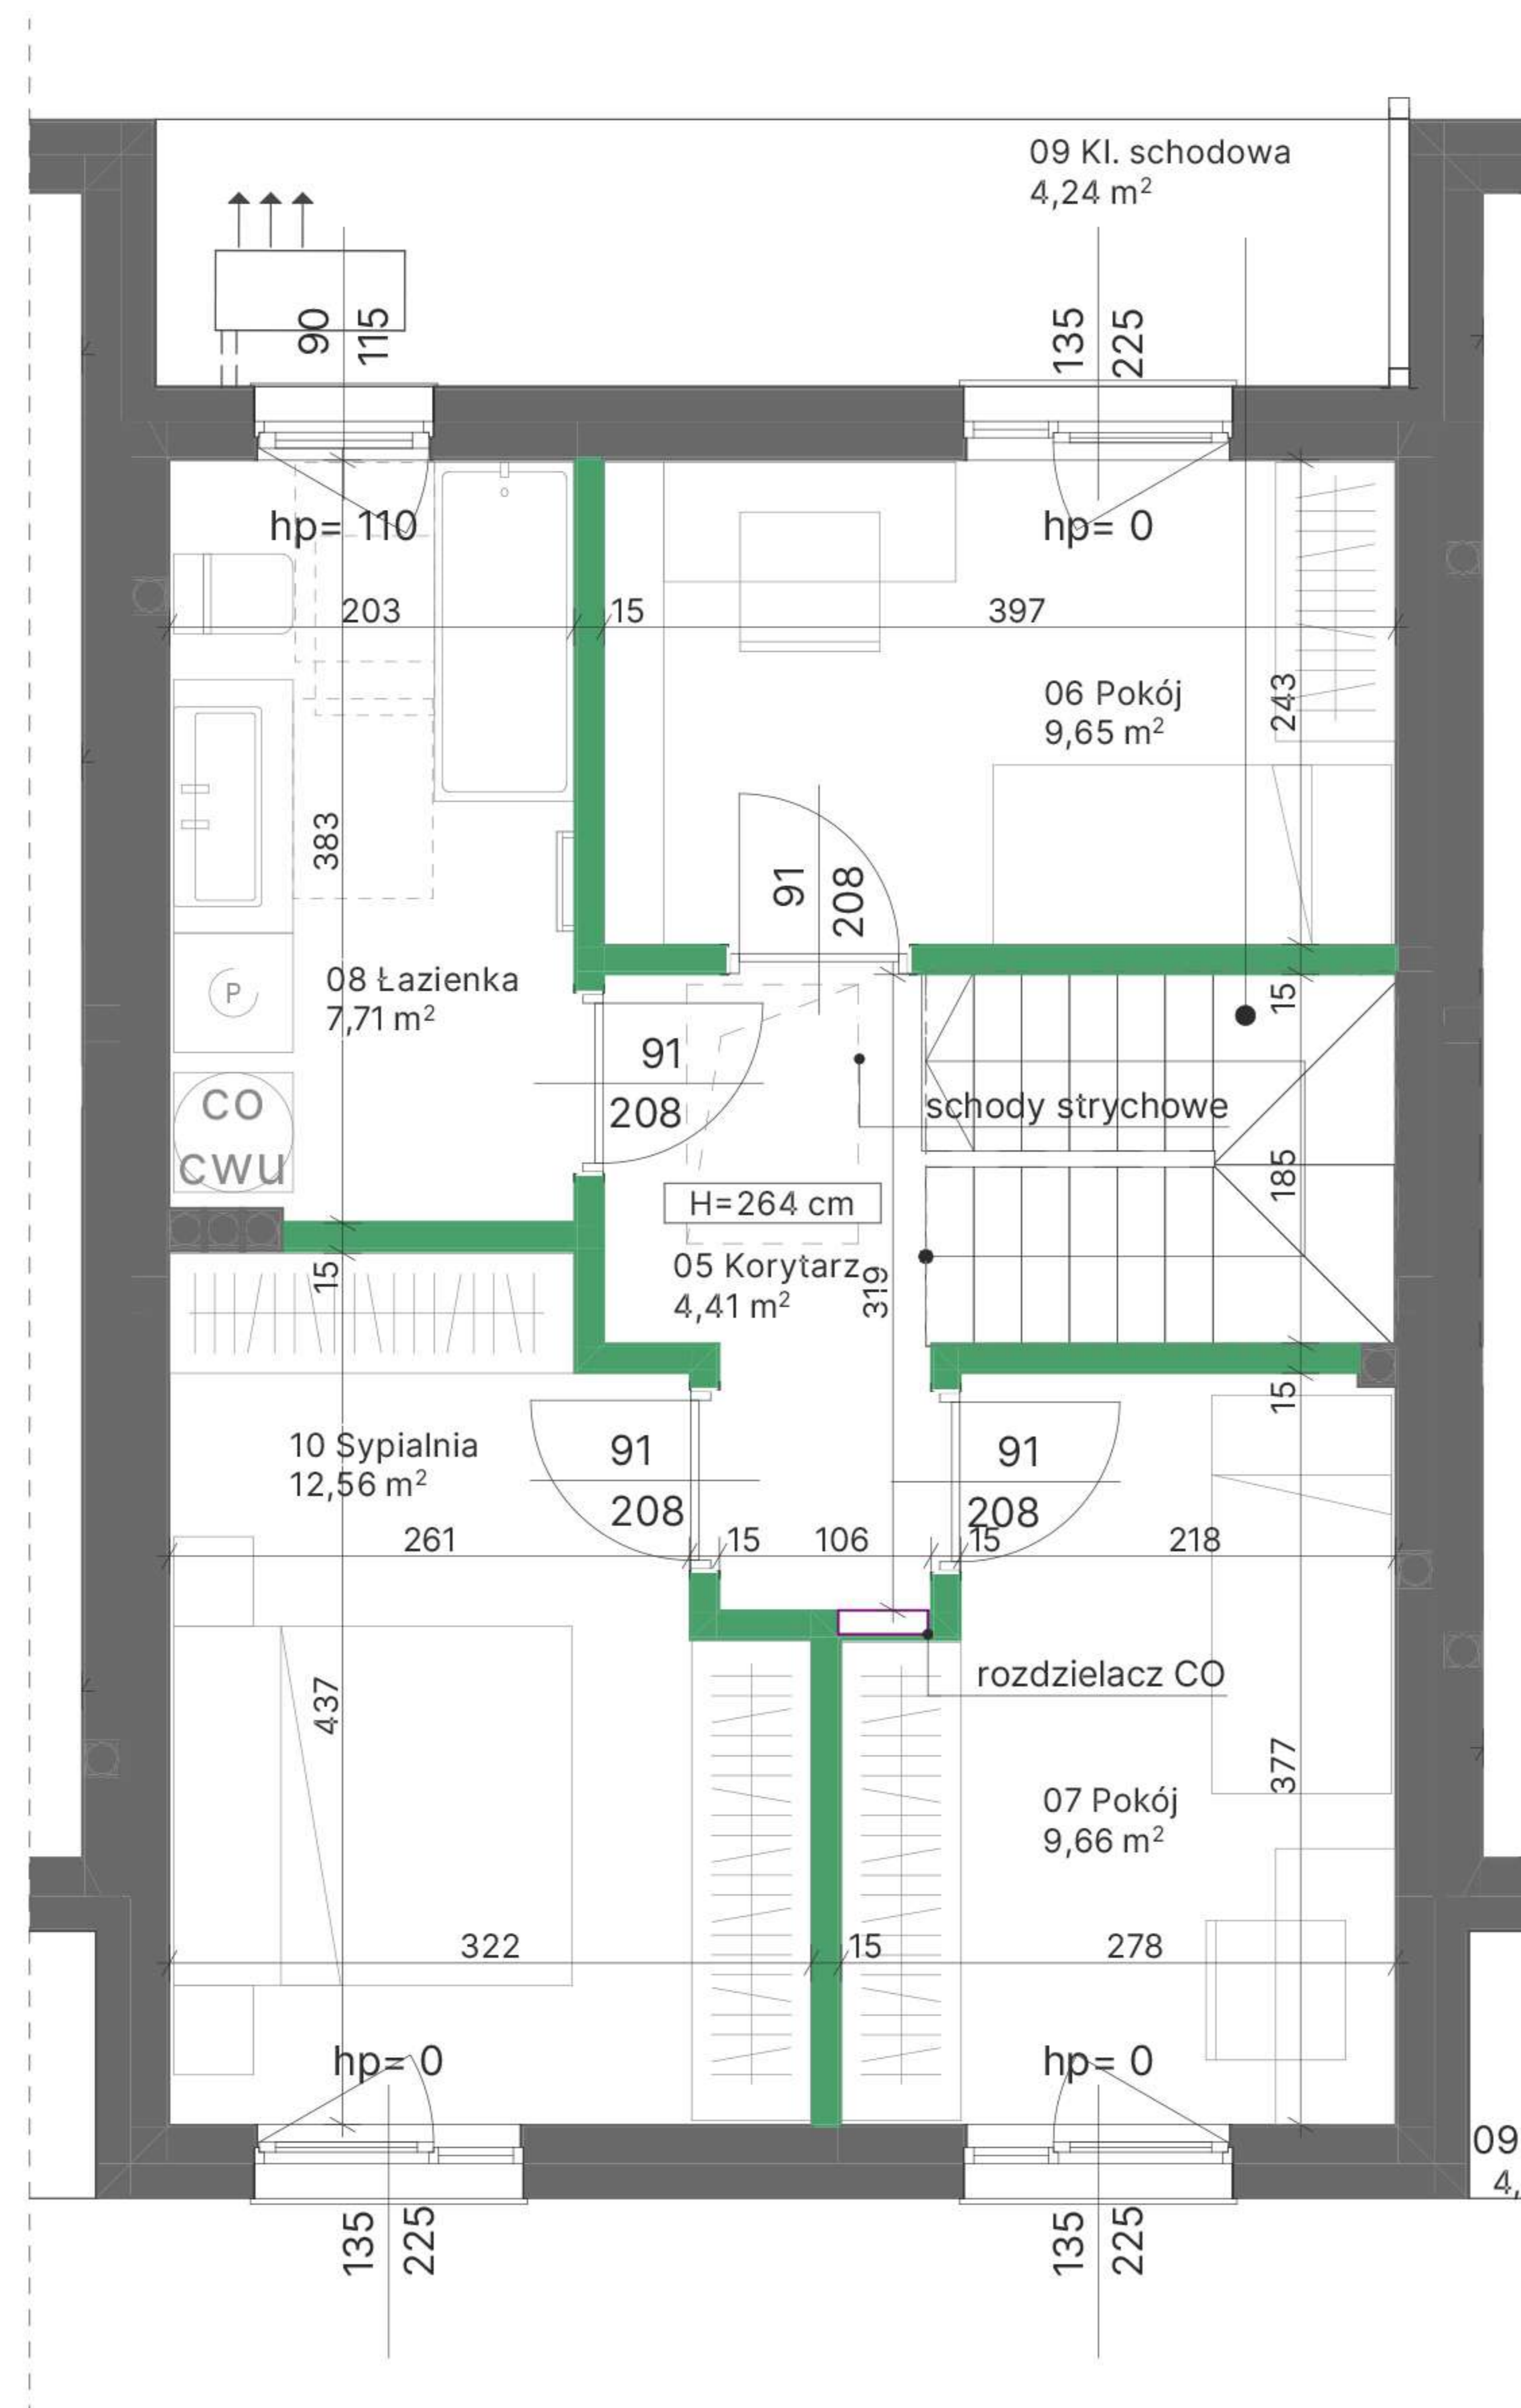 09 Kl. schodowa
4,24 m²
90
115
135
225
hp= 110
hp= 0
203
15
397
06 Pokój
9,65 m²
243
383
91
208
08 Łazienka
7,71 m²
P
15
91
208
CO
CWU
schody strychowe
185
H=264 cm
05 Korytarz
4,41 m²
319
15
15
10 Sypialnia
12,56 m²
91
208
91
208
261
15
106
15
218
rozdzielacz CO
437
377
07 Pokój
9,66 m²
322
15
278
hp= 0
hp= 0
09
4,
135
225
135
225